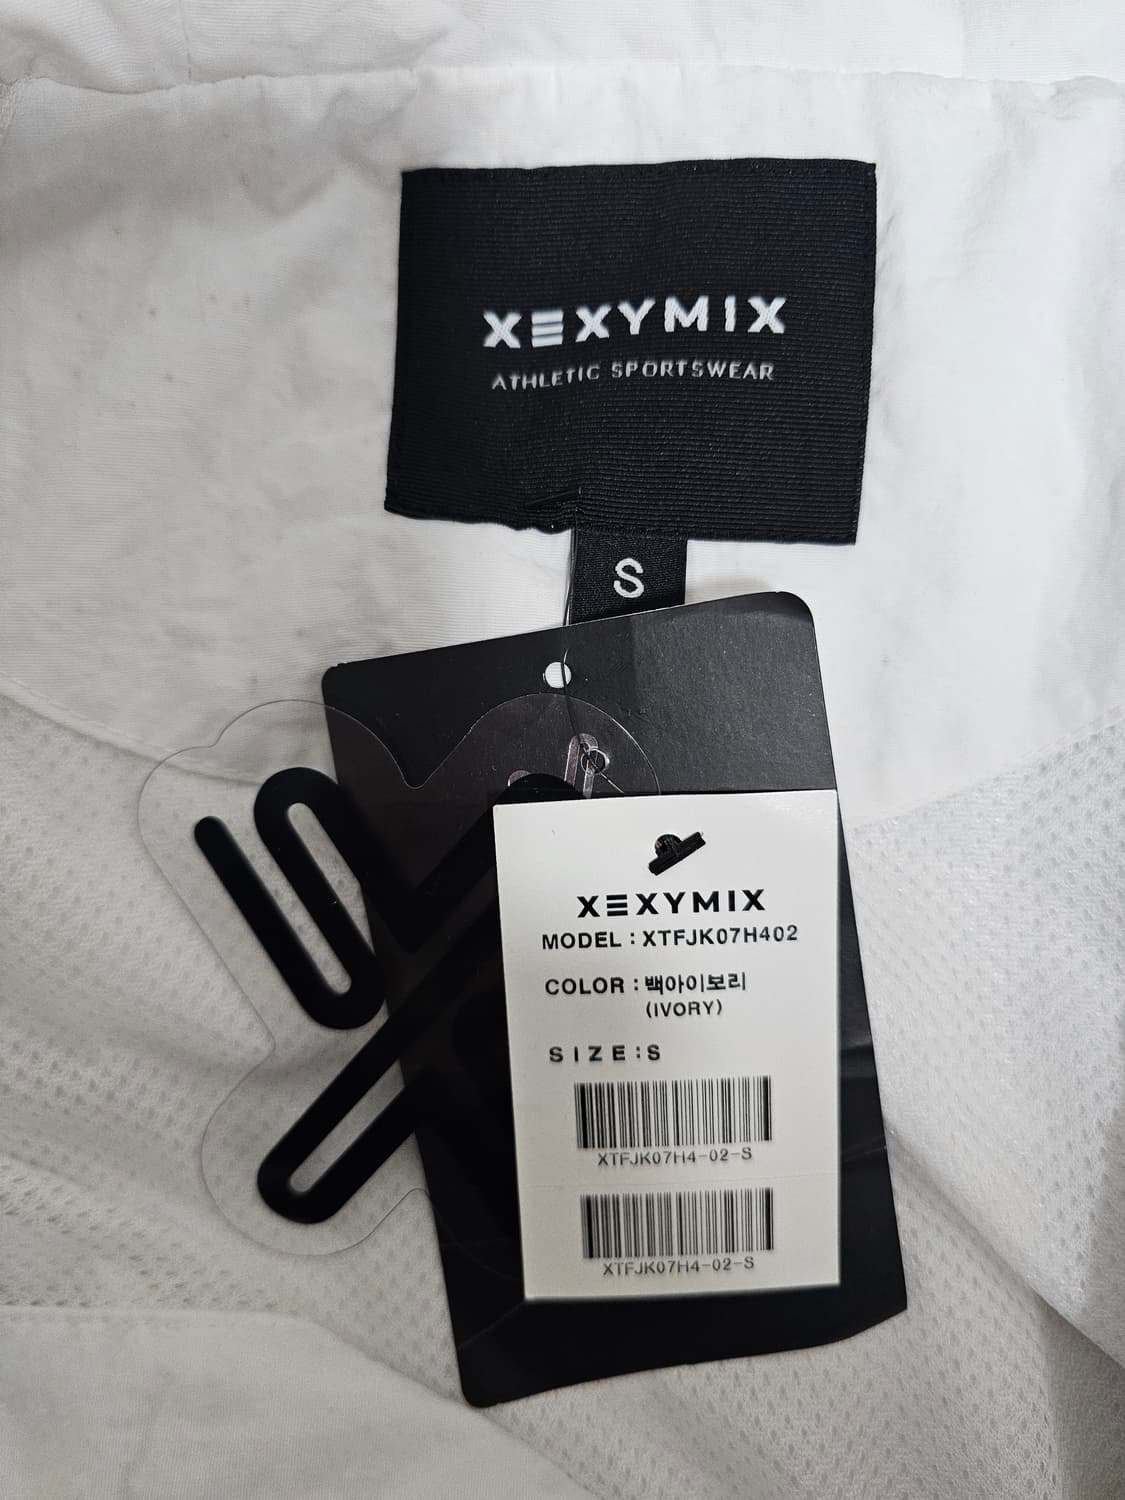 XEXYMIX
ATHLETIC SPORTSWEAR
S
XEXYMIX
MODEL : XTFJK07H402
COLOR : 백아이보리
(IVORY)
SIZE : S
XTFJK07H4-02-S
XTFJK07H4-02-S